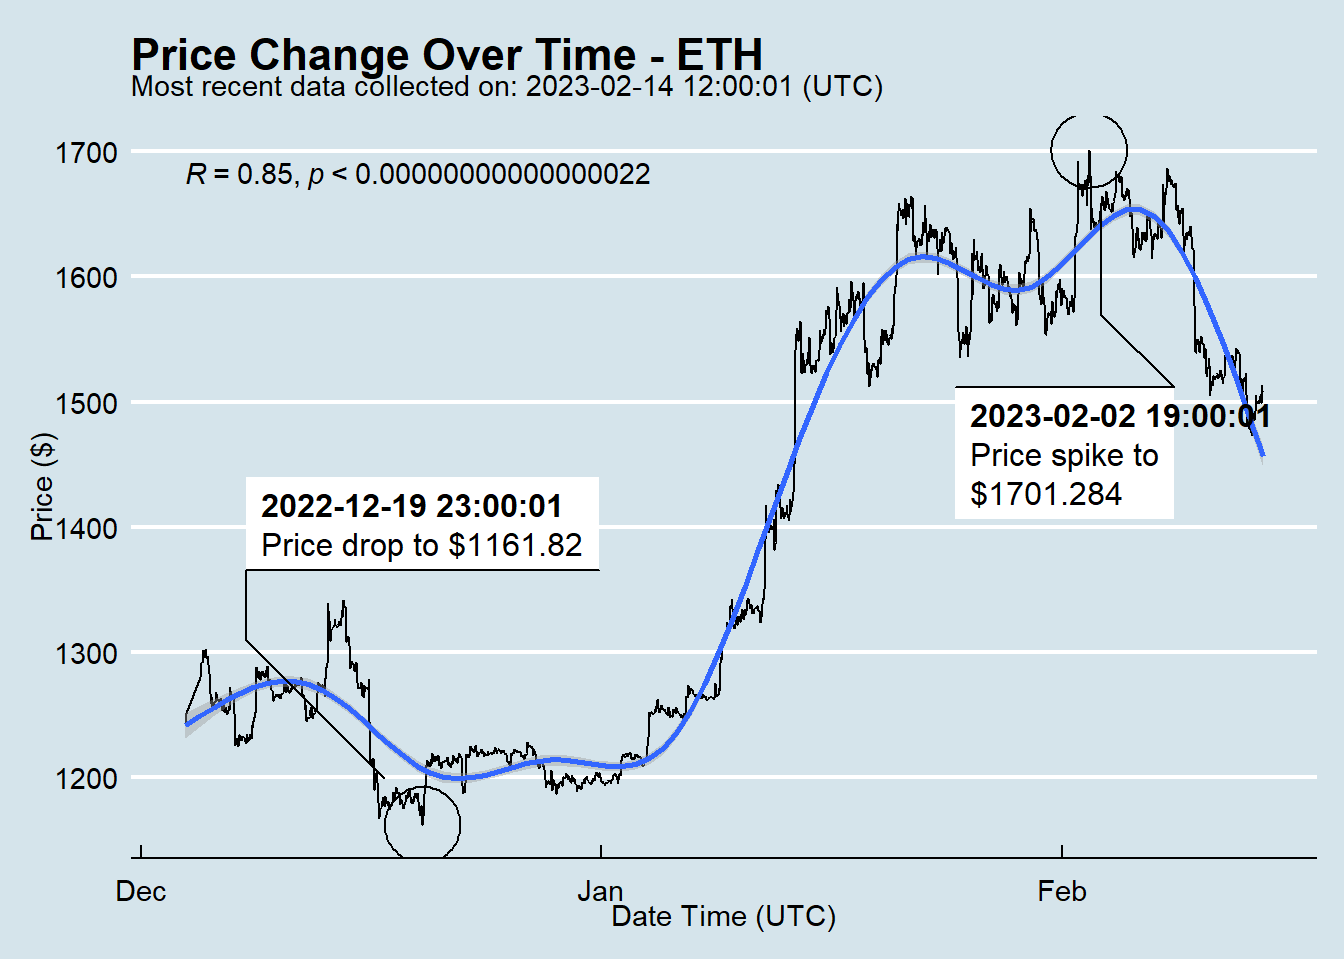 Price Change Over Time - ETH
Most recent data collected on: 2023-02-14 12:00:01 (UTC)
R = 0.85, p < 0.00000000000000022
1700
1600
1500
1400
1300
1200
Price ($)
2023-02-02 19:00:01
Price spike to
$1701.284
2022-12-19 23:00:01
Price drop to $1161.82
Dec
Jan
Feb
Date Time (UTC)